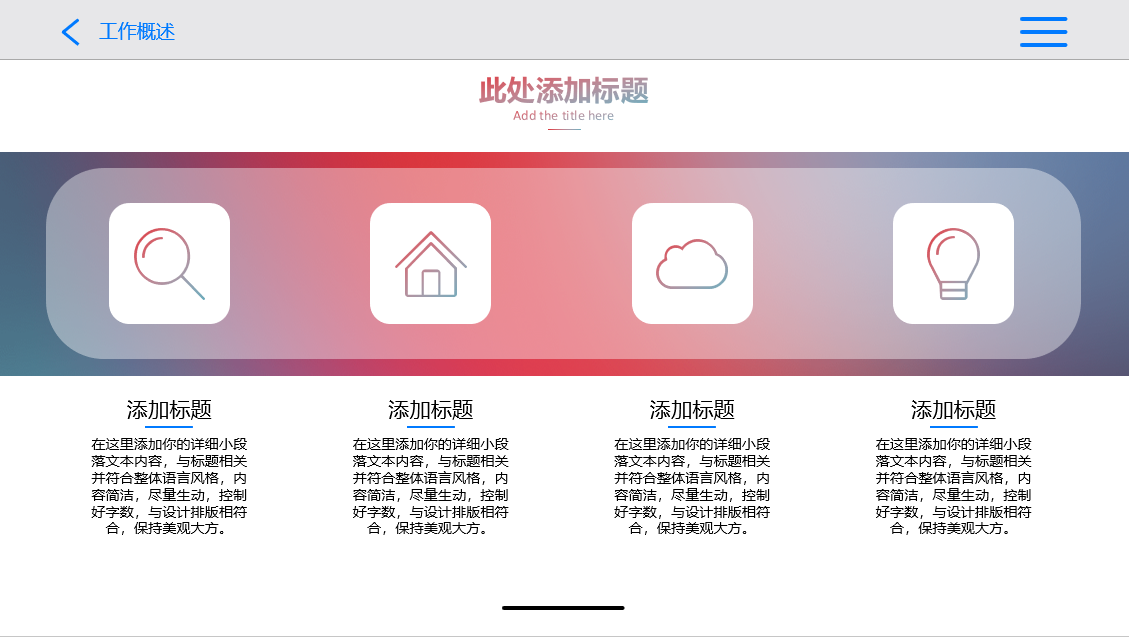 工作概述
此处添加标题
Add the title here
添加标题
在这里添加你的详细小段
落文本内容，与标题相关
并符合整体语言风格，内
容简洁，尽量生动，控制
好字数，与设计排版相符
合，保持美观大方。
添加标题
在这里添加你的详细小段
落文本内容，与标题相关
并符合整体语言风格，内
容简洁，尽量生动，控制
好字数，与设计排版相符
合，保持美观大方。
添加标题
在这里添加你的详细小段
落文本内容，与标题相关
并符合整体语言风格，内
容简洁，尽量生动，控制
好字数，与设计排版相符
合，保持美观大方。
添加标题
在这里添加你的详细小段
落文本内容，与标题相关
并符合整体语言风格，内
容简洁，尽量生动，控制
好字数，与设计排版相符
合，保持美观大方。